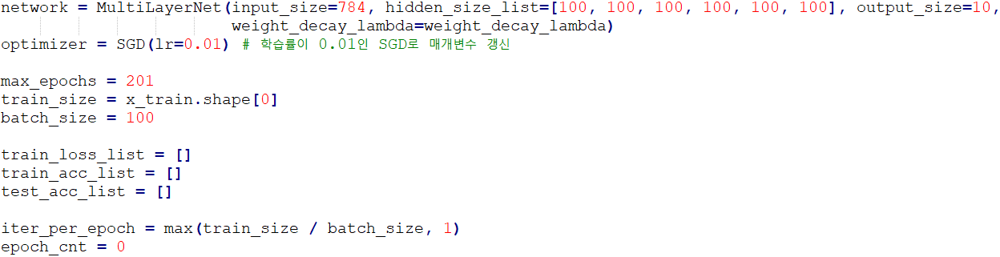 network = MultiLayerNet(input_size=784, hidden_size_list=[100, 100, 100, 100, 100, 100], output_size=10,
weight_decay_lambda=weight_decay_lambda)
optimizer = SGD(lr=0.01) # 학습률이 0.01인 SGD로 매개변수 갱신
max_epochs = 201
train_size = x_train.shape[0]
batch_size = 100
train_loss_list = []
train_acc_list = []
test_acc_list = []
iter_per_epoch = max(train_size / batch_size, 1)
epoch_cnt = 0